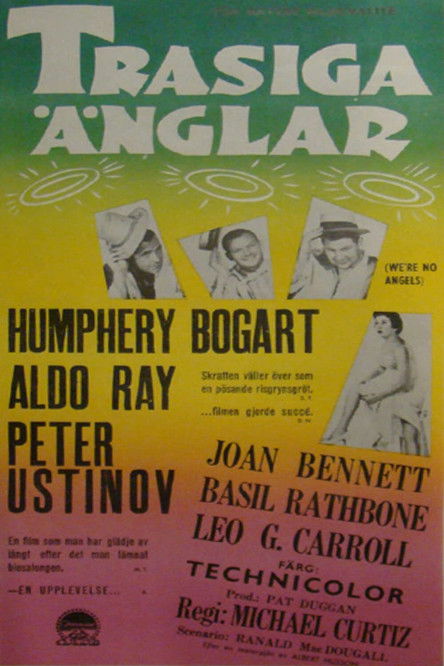 TRASIGA
ÄNGLAR
(WE'RE NO
ANGELS)
HUMPHERY BOGART
ALDO RAY
PETER
USTINOV
Skratten väller över som
en pösande risgrynsgröt.
...filmen gjorde succé.
JOAN BENNETT
BASIL RATHBONE
LEO G. CARROLL
En film som man har glädje av
långt efter det man lämnat
biosalongen.
—EN UPPLEVELSE...
FÄRG:
TECHNICOLOR
Prod.: PAT DUGGAN
Regi: MICHAEL CURTIZ
Scenario: RANALD MacDOUGALL